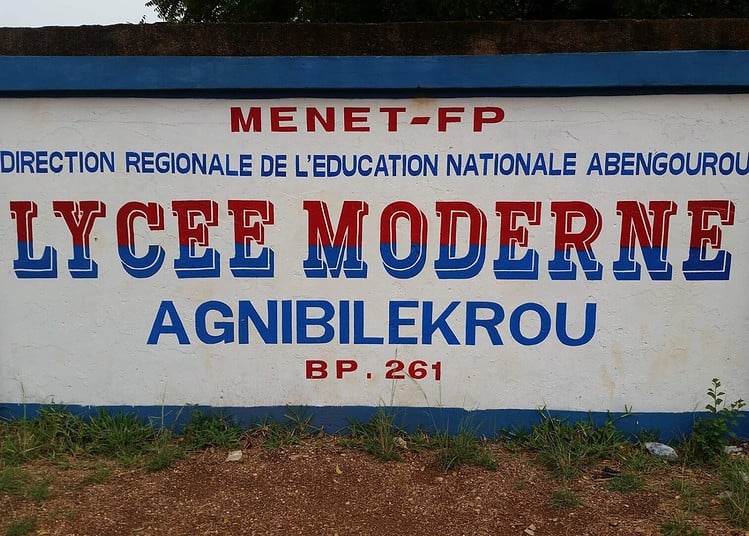 MENET-FP
DIRECTION REGIONALE DE L'EDUCATION NATIONALE ABENGOUROU
LYCEE MODERNE
AGNIBILEKROU
BP. 261